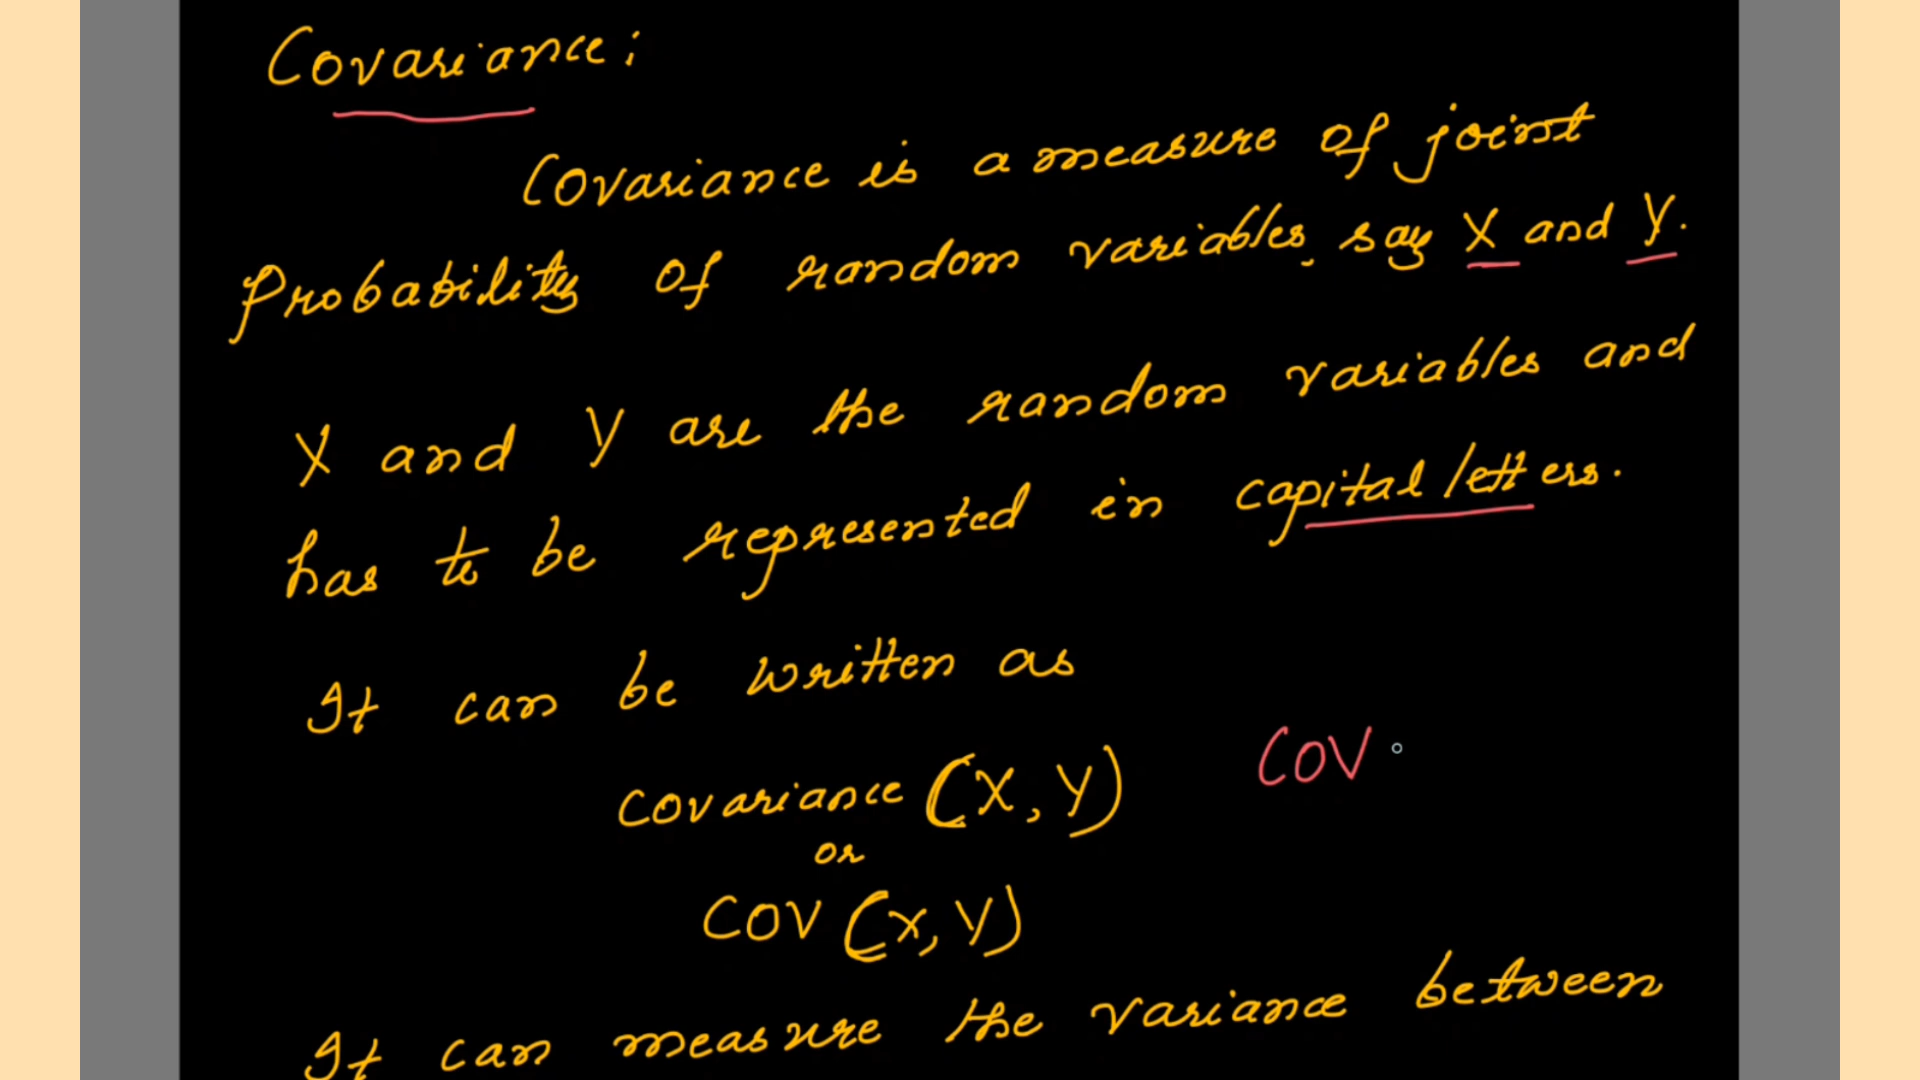 Covariance:
Covariance is a measure of joint
Probability of random variables, say X and Y.
X and Y are the random variables and
has to be represented in capital letters.
It can be written as
Covariance (X, Y)
COV
or
COV (X, Y)
It can measure the variance between